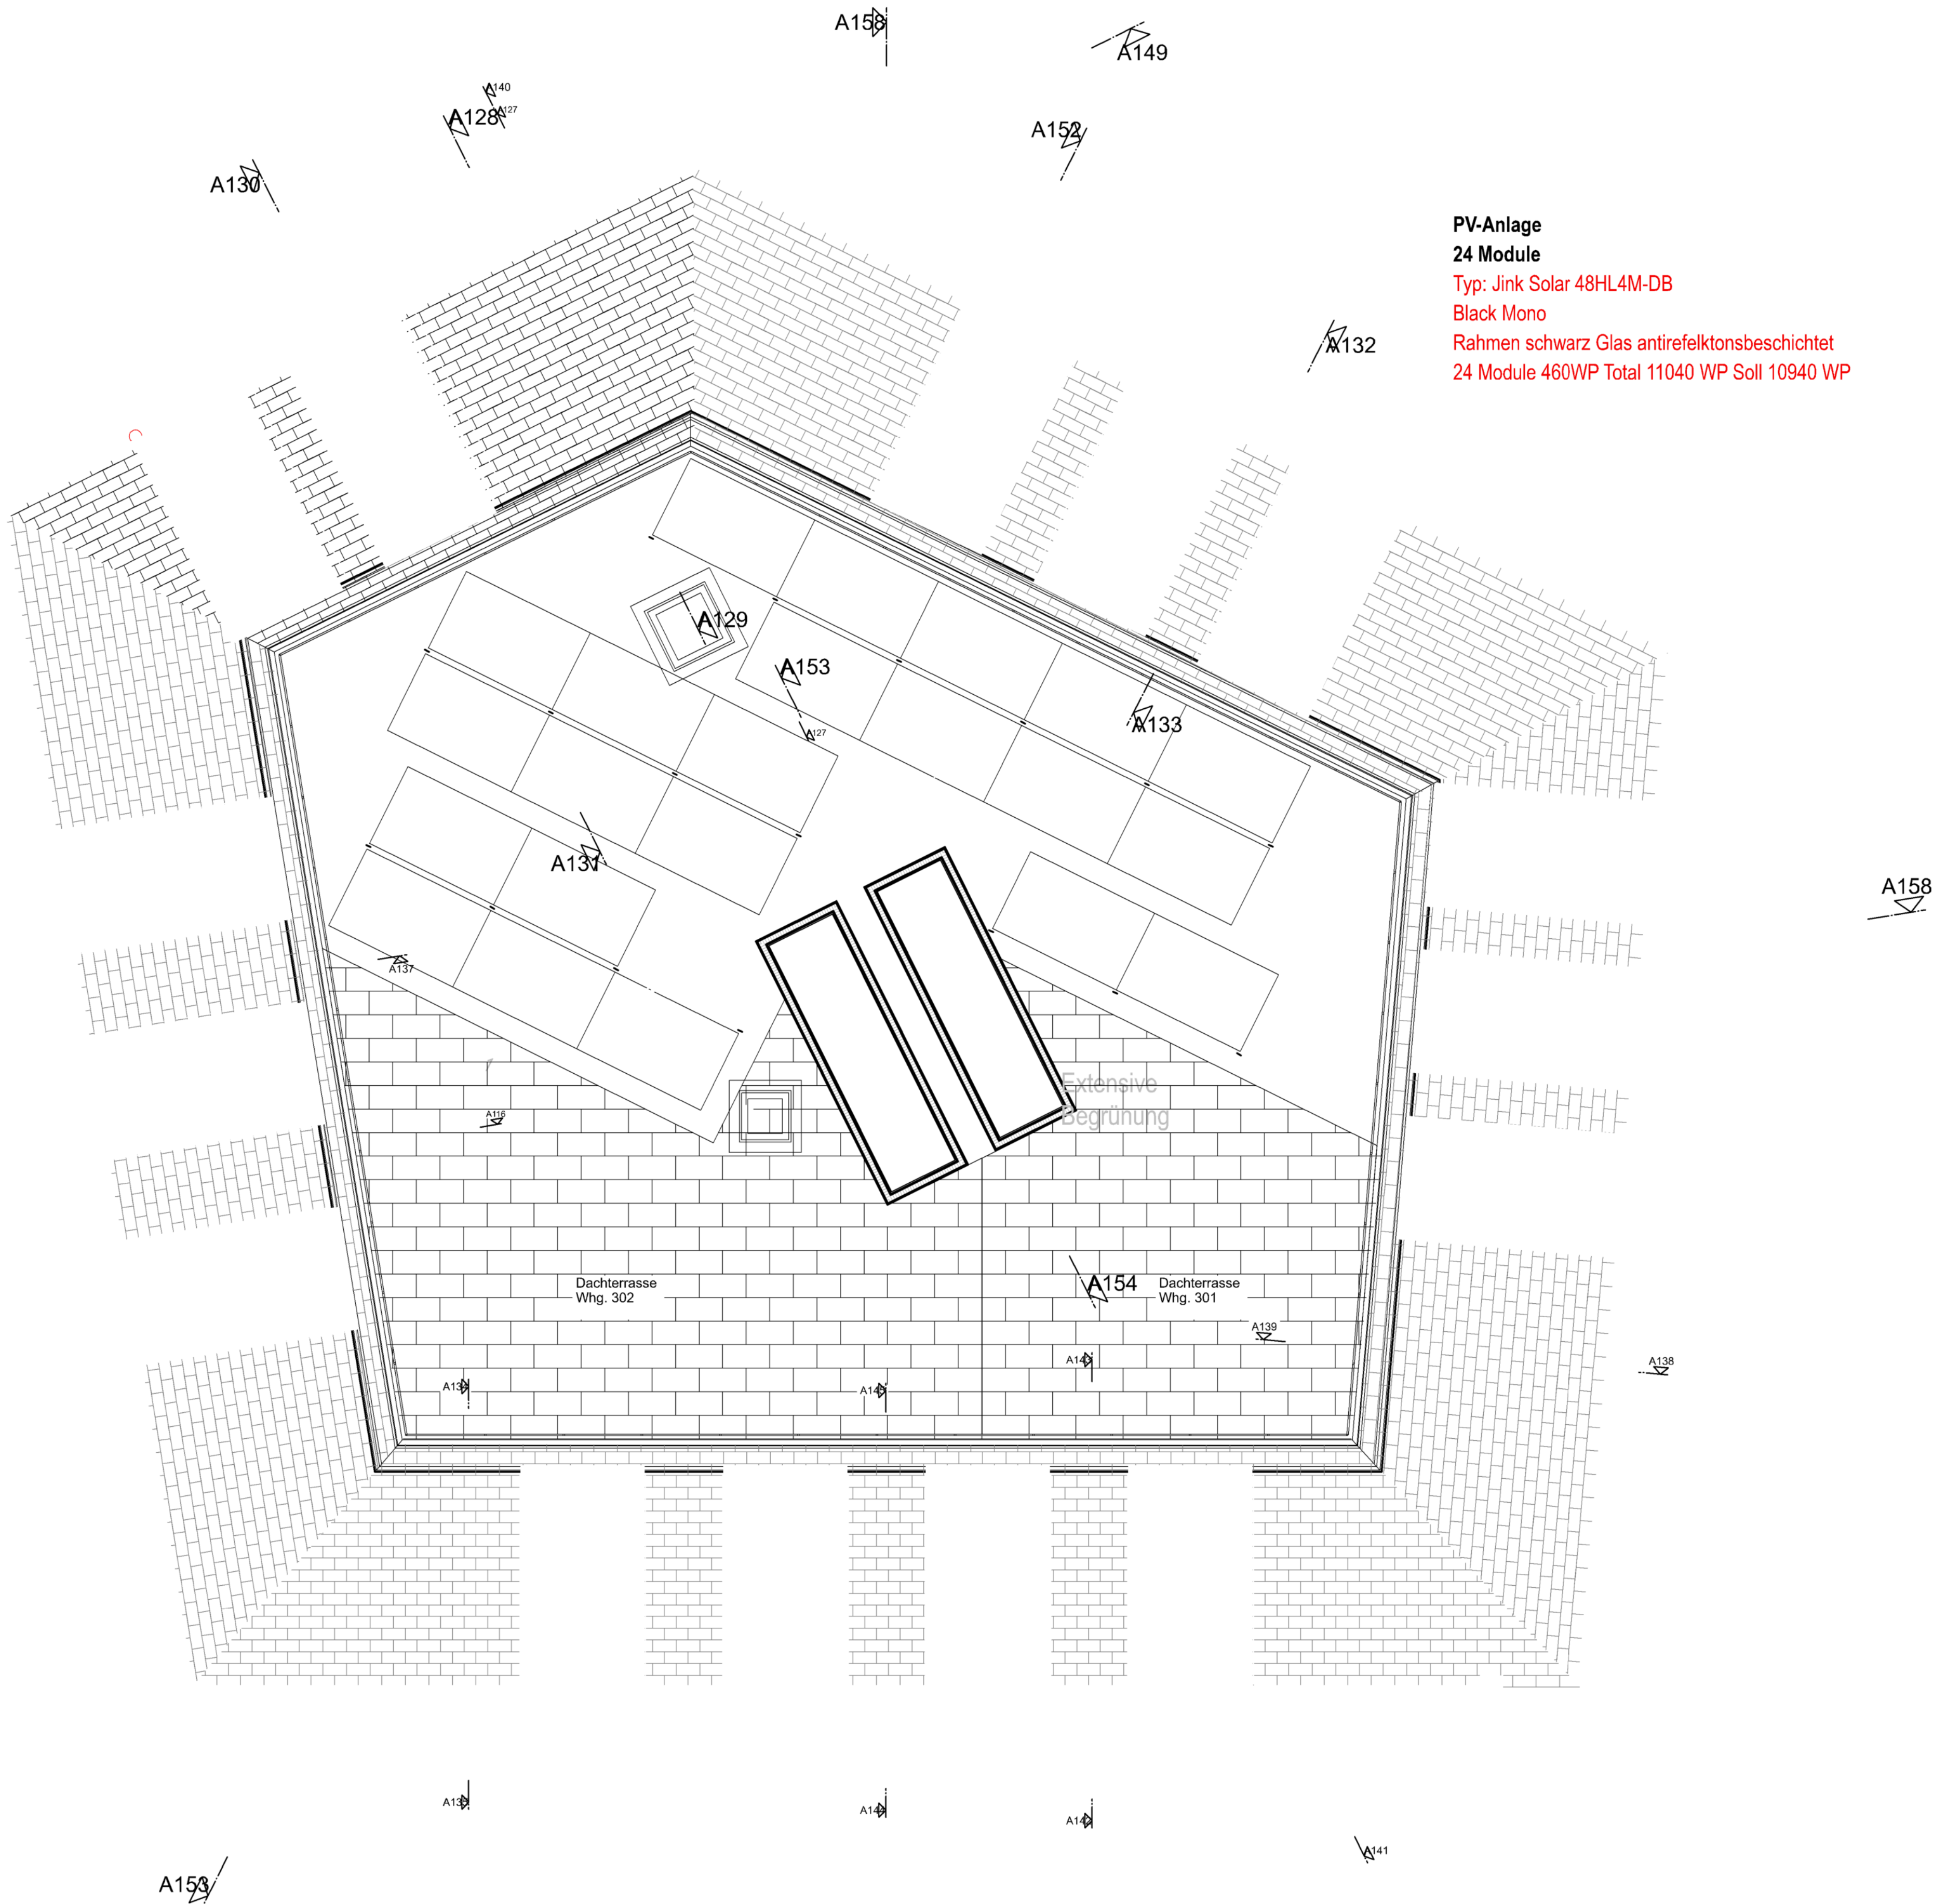 A158
A149
A140
A128
A127
A152
A130
PV-Anlage
24 Module
Typ: Jink Solar 48HL4M-DB
Black Mono
Rahmen schwarz Glas antirefelktonsbeschichtet
24 Module 460WP Total 11040 WP Soll 10940 WP
A132
A129
A153
A133
A127
A131
A158
A137
Extensive
Begrünung
A116
Dachterrasse
Whg. 302
A154
Dachterrasse
Whg. 301
A139
A143
A138
A145
A141
A153